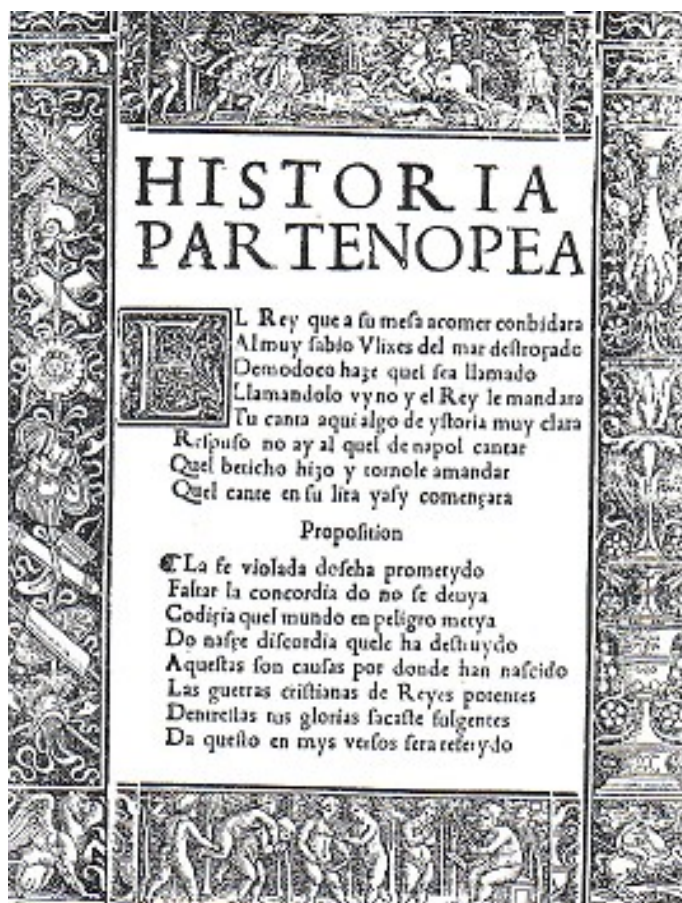 HISTORIA
PARTENOPEA
EL Rey que a ſu meſa acomer conbidara
Al muy ſabio Vlixes del mar deſtroçado
Demodoco haze quel ſea llamado
Llamandolo vyno y el Rey le mandara
Tu canta aqui algo de yſtoria muy clara
Reſpuſo no ay al quel de napol cantar
Quel hizo y tornole amandar
Quel cante en ſu lira yaſy començara
Propoſition
La fe violada deſeha prometydo
Faltar la concordia do no ſe deuya
Codiçia quel mundo en peligro metya
Do naſçe diſcordia quele ha deſtruydo
Aqueſtas ſon cauſas por donde han naſcido
Las guerras criſtianas de Reyes potentes
Dentrellas tus glorias ſacaſte fulgentes
Da queſto en mys verſos ſera referydo